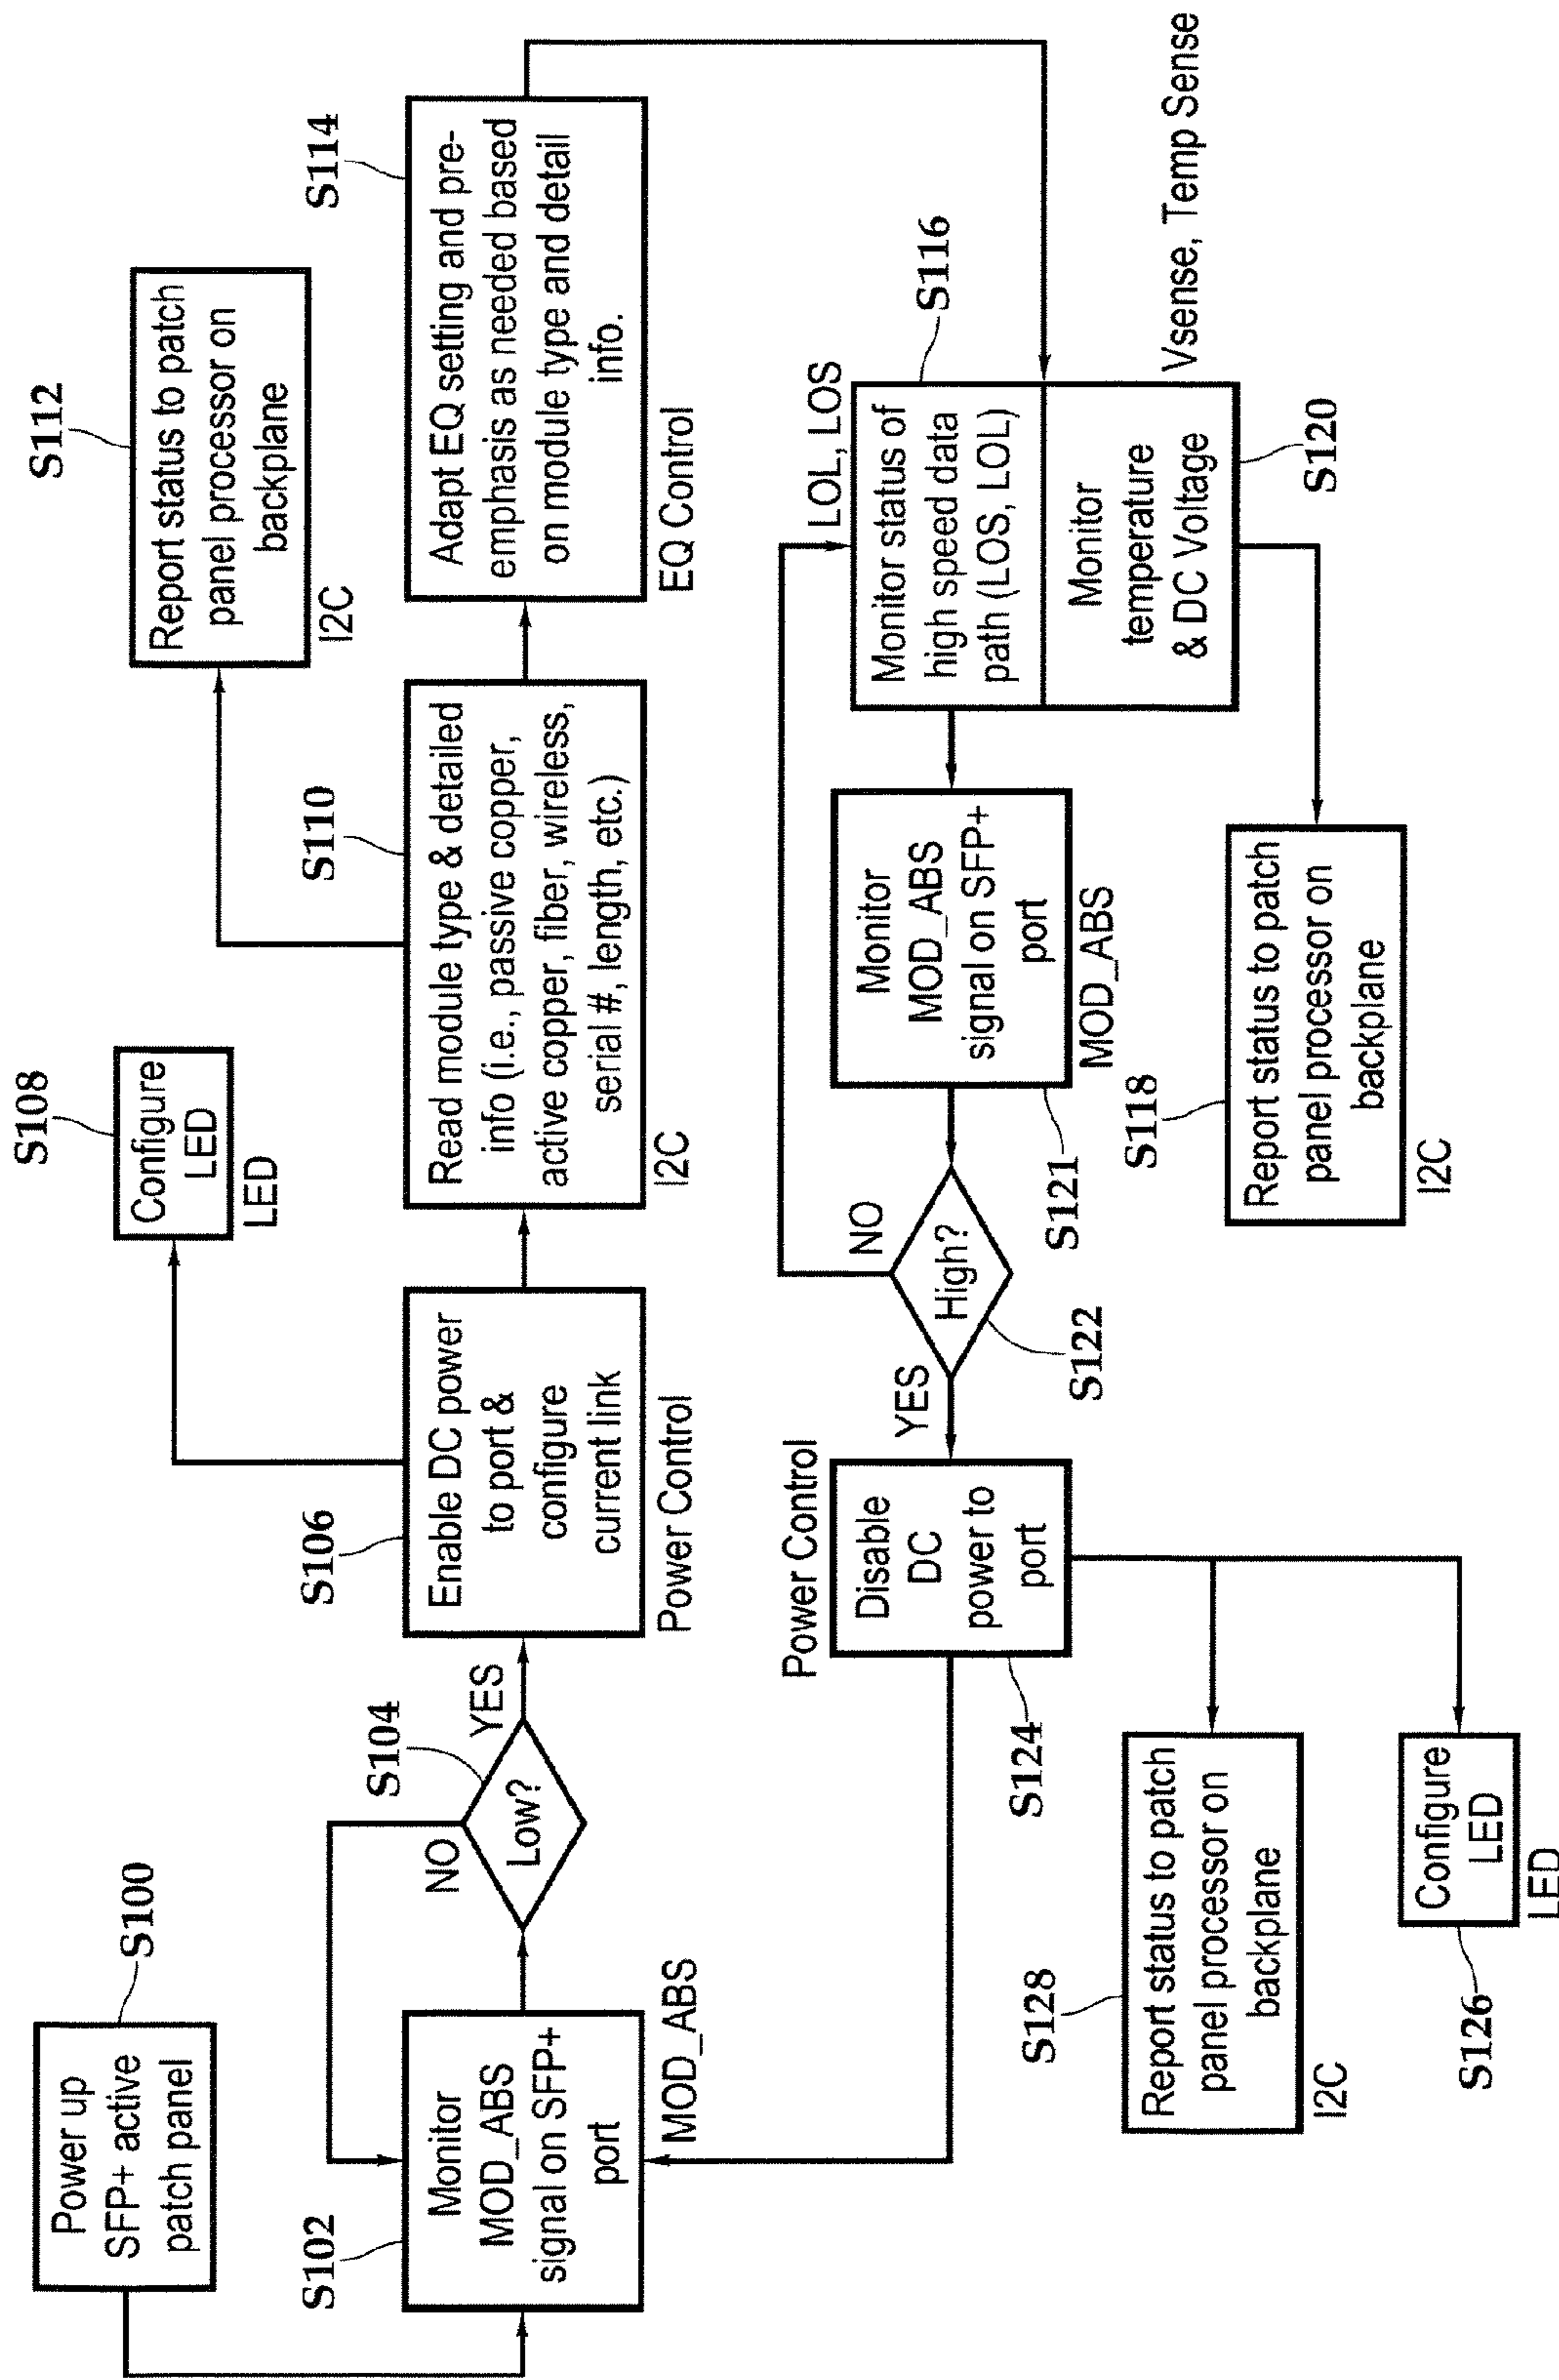 S100
Power up
SFP+ active
patch panel
S102
Monitor
MOD_ABS
signal on SFP+
port
MOD_ABS
S104
Low?
NO
YES
S106
Enable DC power
to port &
configure
current link
Power Control
S108
Configure
LED
LED
S110
Read module type & detailed
info (i.e., passive copper,
active copper, fiber, wireless,
serial #, length, etc.)
I2C
S112
Report status to patch
panel processor on
backplane
I2C
S114
Adapt EQ setting and pre-
emphasis as needed based
on module type and detail
info.
EQ Control
LOL, LOS
S116
Monitor status of
high speed data
path (LOS, LOL)
Monitor
temperature
& DC Voltage
Vsense, Temp Sense
S120
S118
Report status to patch
panel processor on
backplane
I2C
Monitor
MOD_ABS
signal on SFP+
port
MOD_ABS
S121
High?
NO
YES
S122
Power Control
Disable
DC
power to
port
S124
S128
Report status to patch
panel processor on
backplane
I2C
Configure
LED
LED
S126